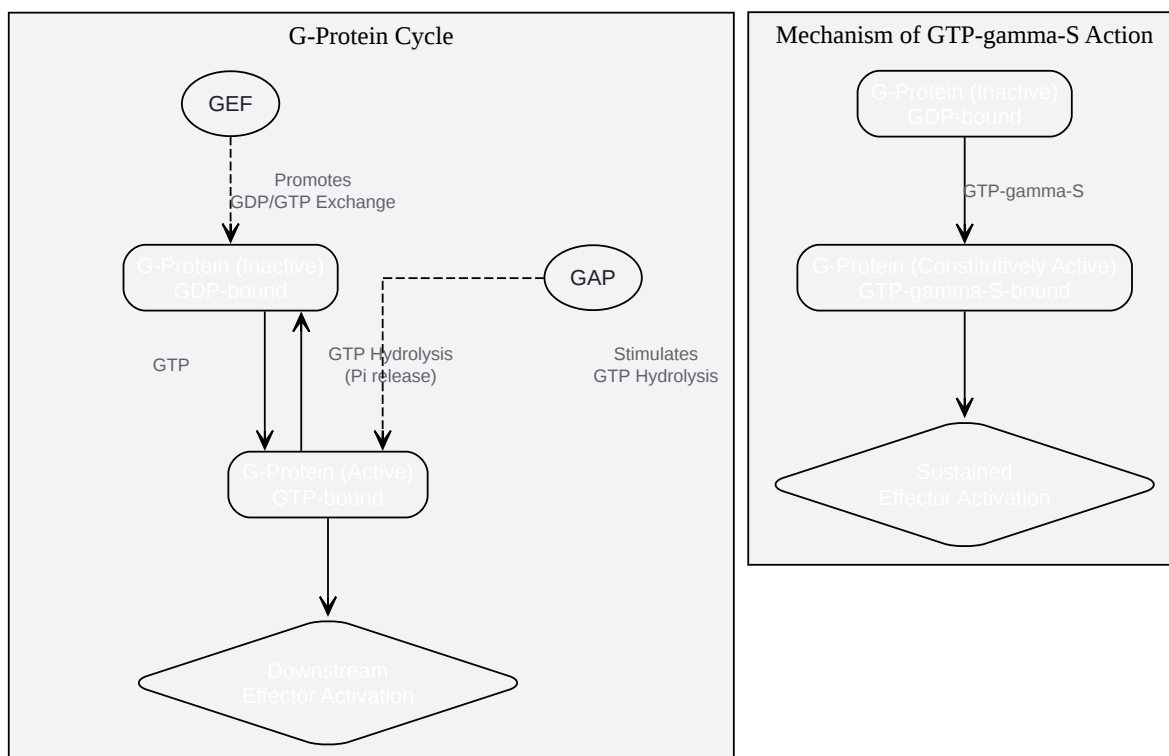 G-Protein Cycle
GEF
Promotes
GDP/GTP Exchange
G-Protein (Inactive)
GDP-bound
GAP
GTP
GTP Hydrolysis
(Pi release)
Stimulates
GTP Hydrolysis
G-Protein (Active)
GTP-bound
Downstream
Effector Activation
Mechanism of GTP-gamma-S Action
G-Protein (Inactive)
GDP-bound
GTP-gamma-S
G-Protein (Constitutively Active)
GTP-gamma-S-bound
Sustained
Effector Activation